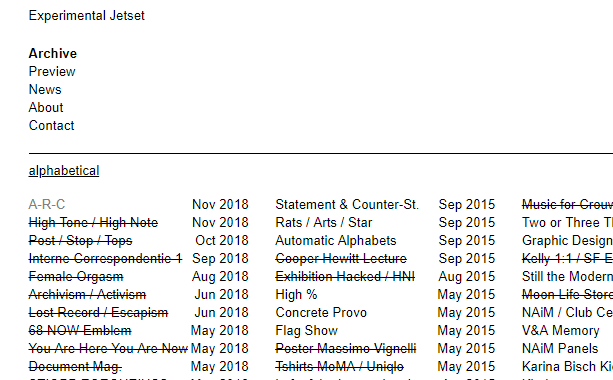 Experimental Jetset
Archive
Preview
News
About
Contact
alphabetical
A-R-C Nov 2018 Statement & Counter-St. Sep 2015 Music for
High Tone / High Note Nov 2018 Rats / Arts / Star Sep 2015 Two or Three
Post / Stop / Tops Oct 2018 Automatic Alphabets Sep 2015 Graphic Design
Interne Correspondentie 1 Sep 2018 Cooper Hewitt Lecture Sep 2015 Kelly 1:1 / SF
Female Orgasm Aug 2018 Exhibition Hacked / HNI Aug 2015 Still the Modern
Archivism / Activism Jun 2018 High % May 2015 Moon Life Store
Lost Record / Escapism Jun 2018 Concrete Provo May 2015 NAiM / Club
68 NOW Emblem May 2018 Flag Show May 2015 V&A Memory
You Are Here You Are Now May 2018 Poster Massimo Vignelli May 2015 NAiM Panels
Document Mag. May 2018 Tshirts MoMA / Uniqlo May 2015 Karina Bisch